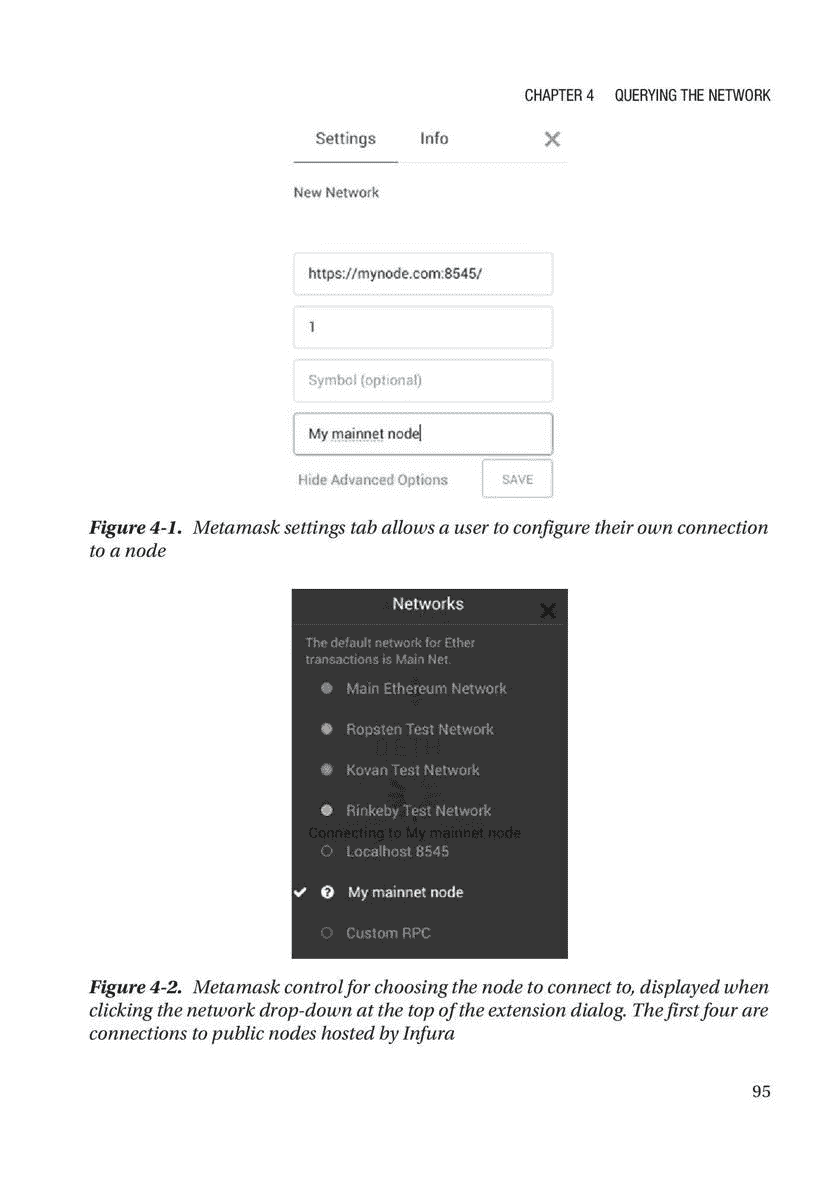 CHAPTER 4 QUERYING THE NETWORK
Settings Info
New Network
https://mynode.com:8545/
1
Symbol (optional)
My mainnet node
Hide Advanced Options SAVE
Figure 4-1. Metamask settings tab allows a user to configure their own connection
to a node
Networks
The default network for Ether
transactions is Main Net.
Main Ethereum Network
Ropsten Test Network
Kovan Test Network
Rinkeby Test Network
Connecting to My mainnet node
Localhost 8545
My mainnet node
Custom RPC
Figure 4-2. Metamask control for choosing the node to connect to, displayed when
clicking the network drop-down at the top of the extension dialog. The first four are
connections to public nodes hosted by Infura
95